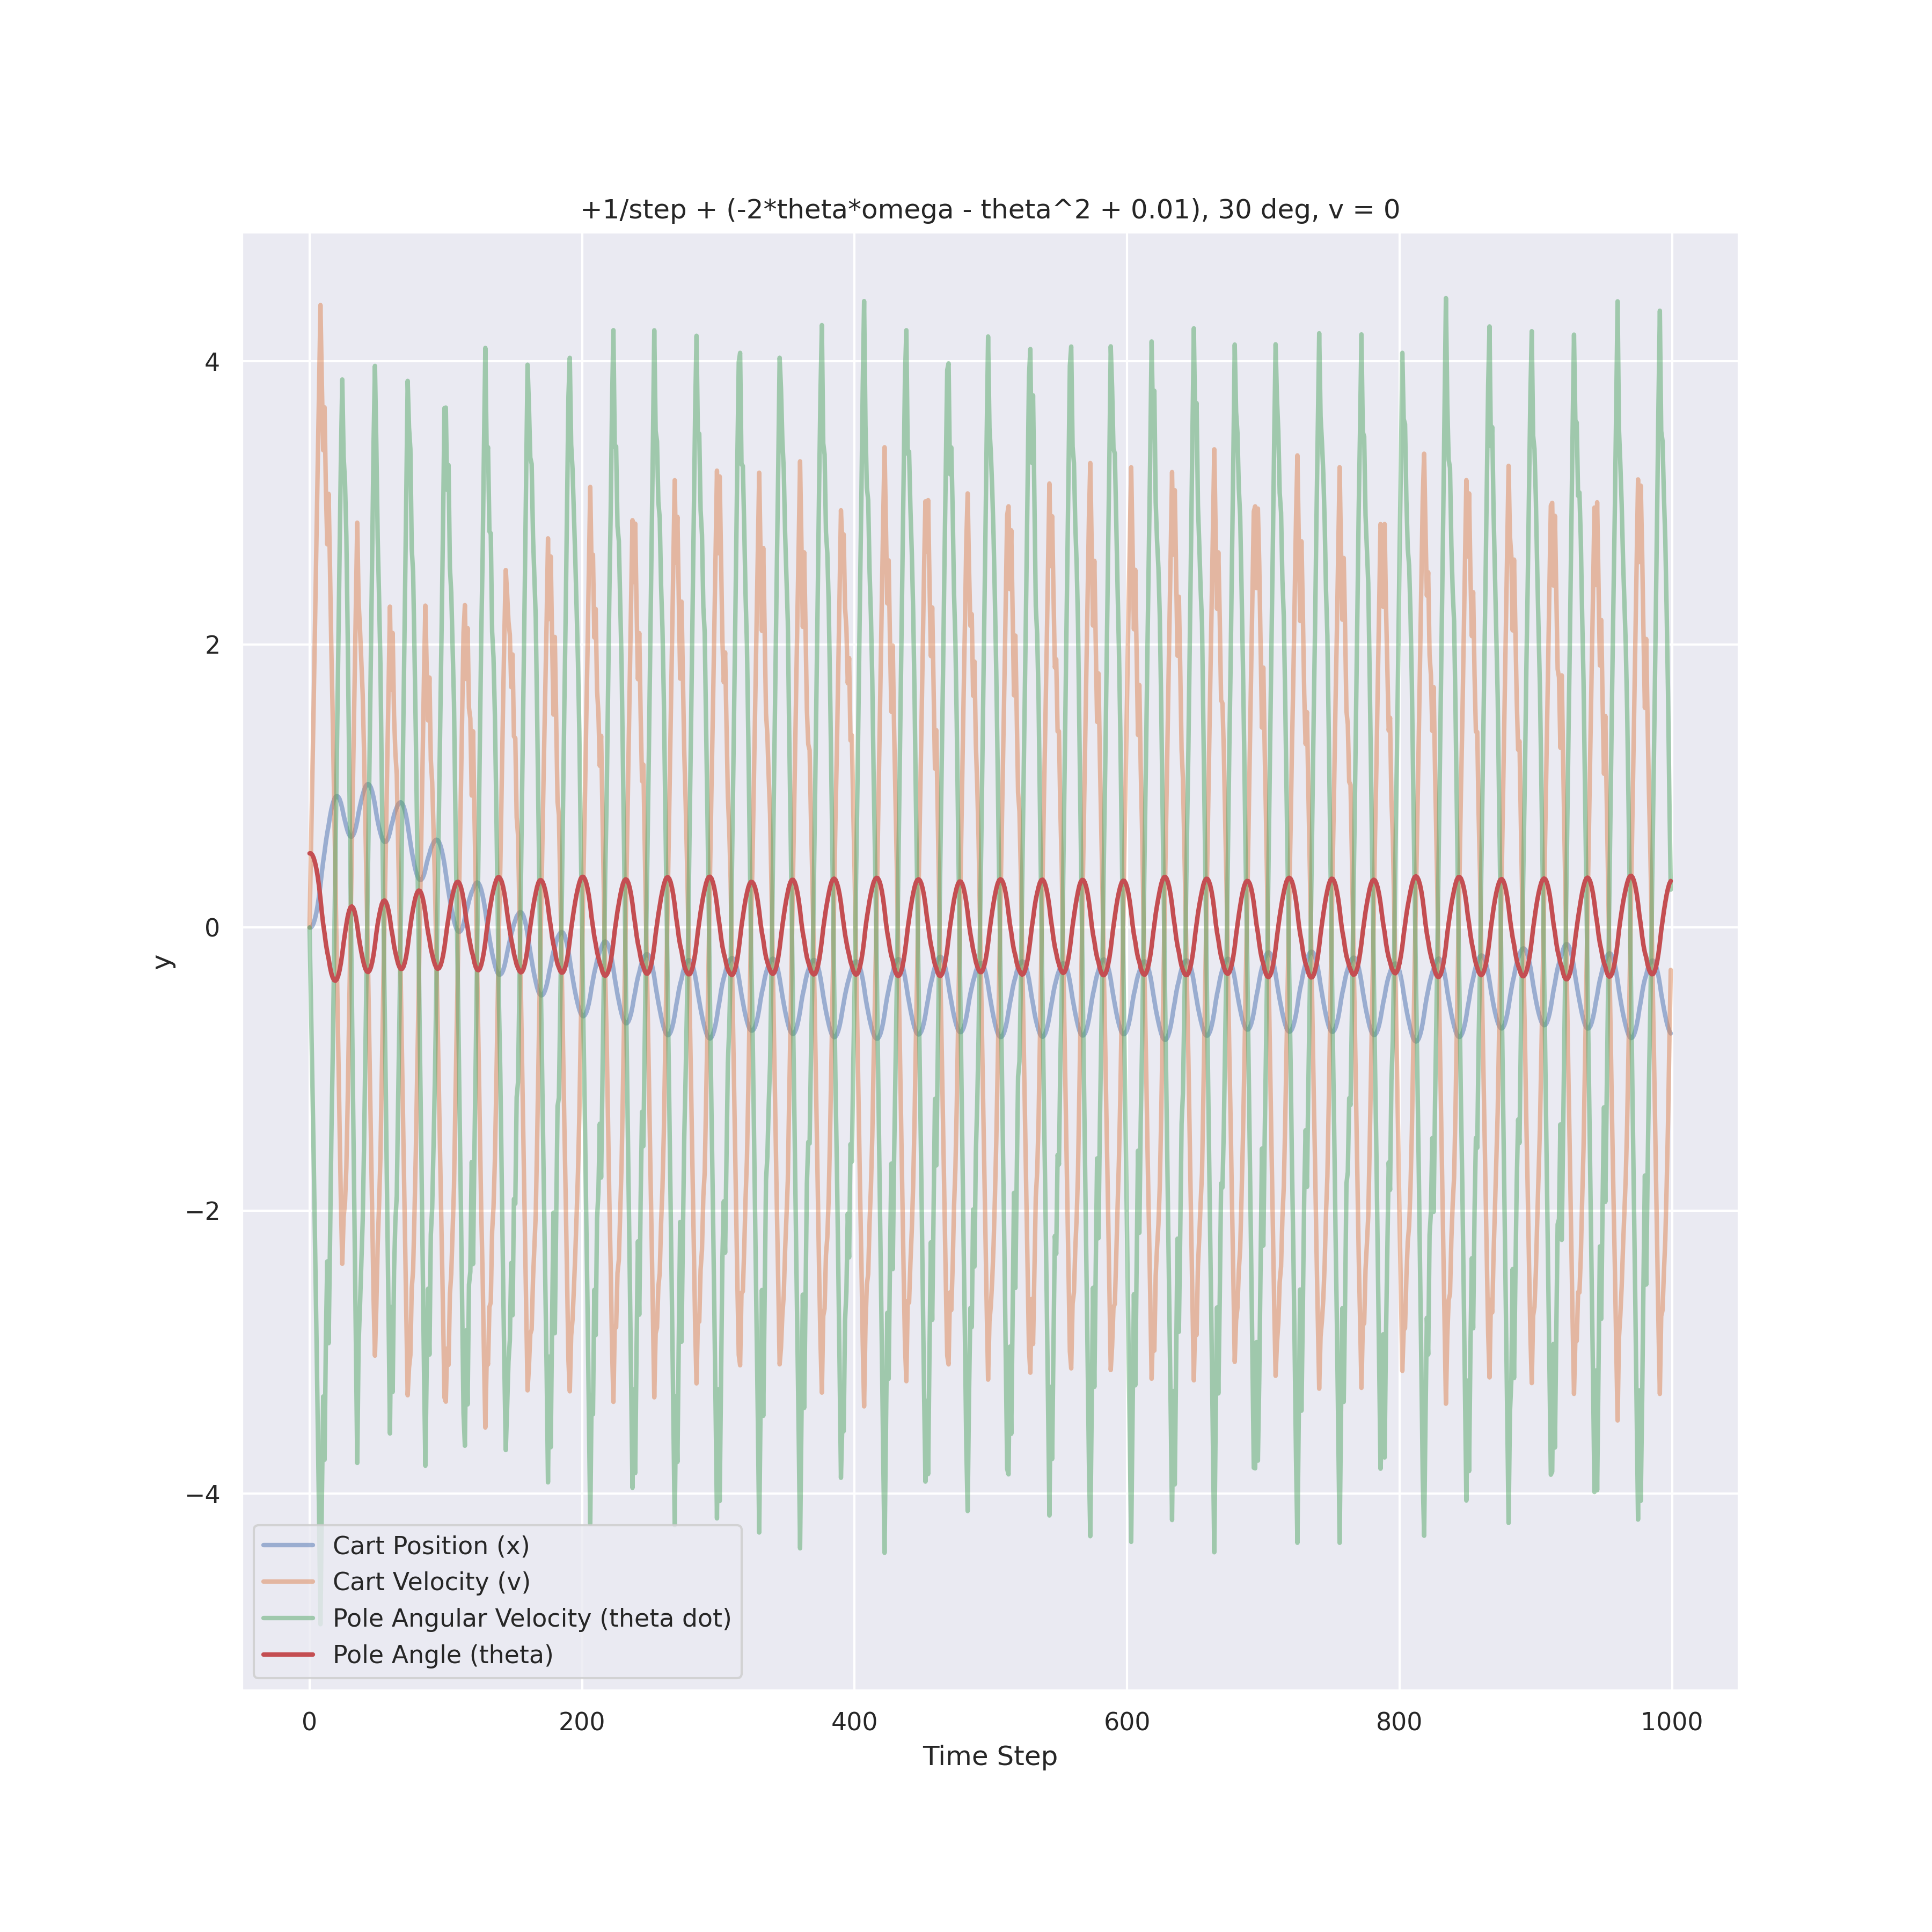 +1/step + (-2*theta*omega - theta^2 + 0.01), 30 deg, v = 0
y
4
2
0
−2
−4
Cart Position (x)
Cart Velocity (v)
Pole Angular Velocity (theta dot)
Pole Angle (theta)
0 200 400 600 800 1000
Time Step